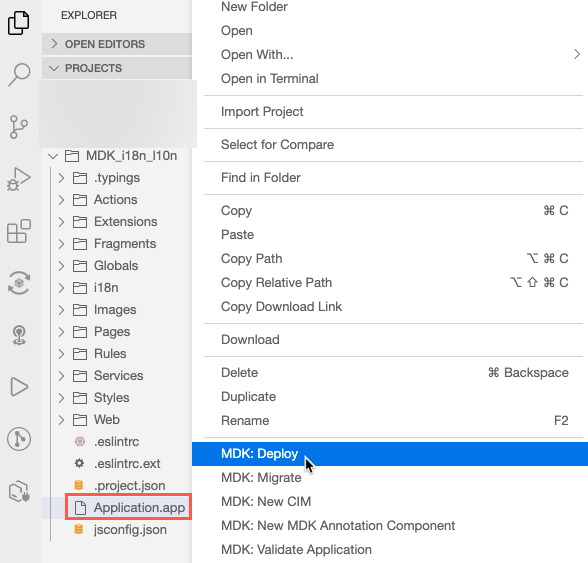 EXPLORER
OPEN EDITORS
PROJECTS
MDK_i18n_l10n
.typings
Actions
Extensions
Fragments
Globals
i18n
Images
Pages
Rules
Services
Styles
Web
.eslintrc
.eslintrc.ext
.project.json
Application.app
jsconfig.json
New Folder
Open
Open With...
Open in Terminal
Import Project
Select for Compare
Find in Folder
Copy ⌘ C
Paste
Copy Path ⌥ ⌘ C
Copy Relative Path ⌥ ⇧ ⌘ C
Copy Download Link
Download
Delete ⌘ Backspace
Duplicate
Rename F2
MDK: Deploy
MDK: Migrate
MDK: New CIM
MDK: New MDK Annotation Component
MDK: Validate Application